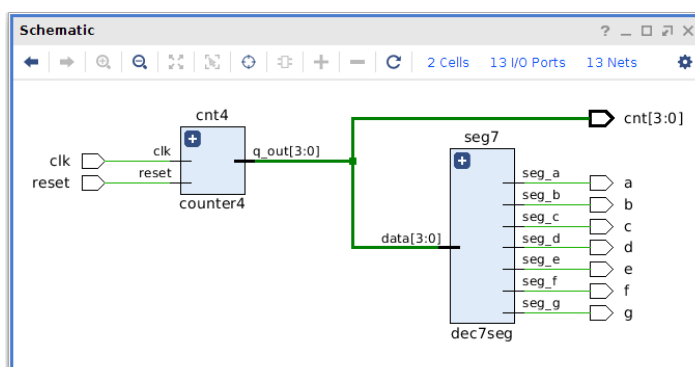 Schematic
2 Cells 13 I/O Ports 13 Nets
cnt4
clk clk q_out[3:0] cnt[3:0]
reset reset
counter4
seg7
data[3:0]
seg_a a
seg_b b
seg_c c
seg_d d
seg_e e
seg_f f
seg_g g
dec7seg